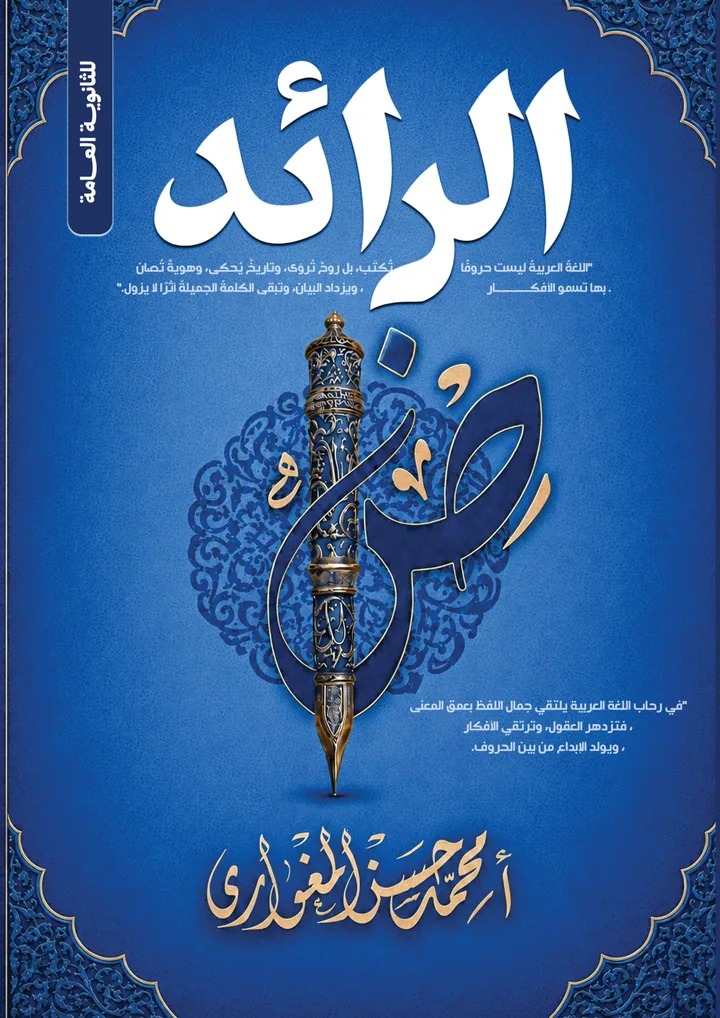 للثانوية العامة
الرائد
"اللغة العربية ليست حروفًا تُكتب، بل روحٌ تُروى، وتاريخٌ يُحكى، وهويةٌ تُصان
. بها تسمو الأفكـــــــار ، ويزداد البيان، وتبقى الكلمة الجميلة أثرًا لا يزول."
ض
"في رحاب اللغة العربية يلتقي جمال اللفظ بعمق المعنى
، فتزدهر العقول، وترتقي الأفكار
، ويولد الإبداع من بين الحروف.
أ. محمد حسن المغواري